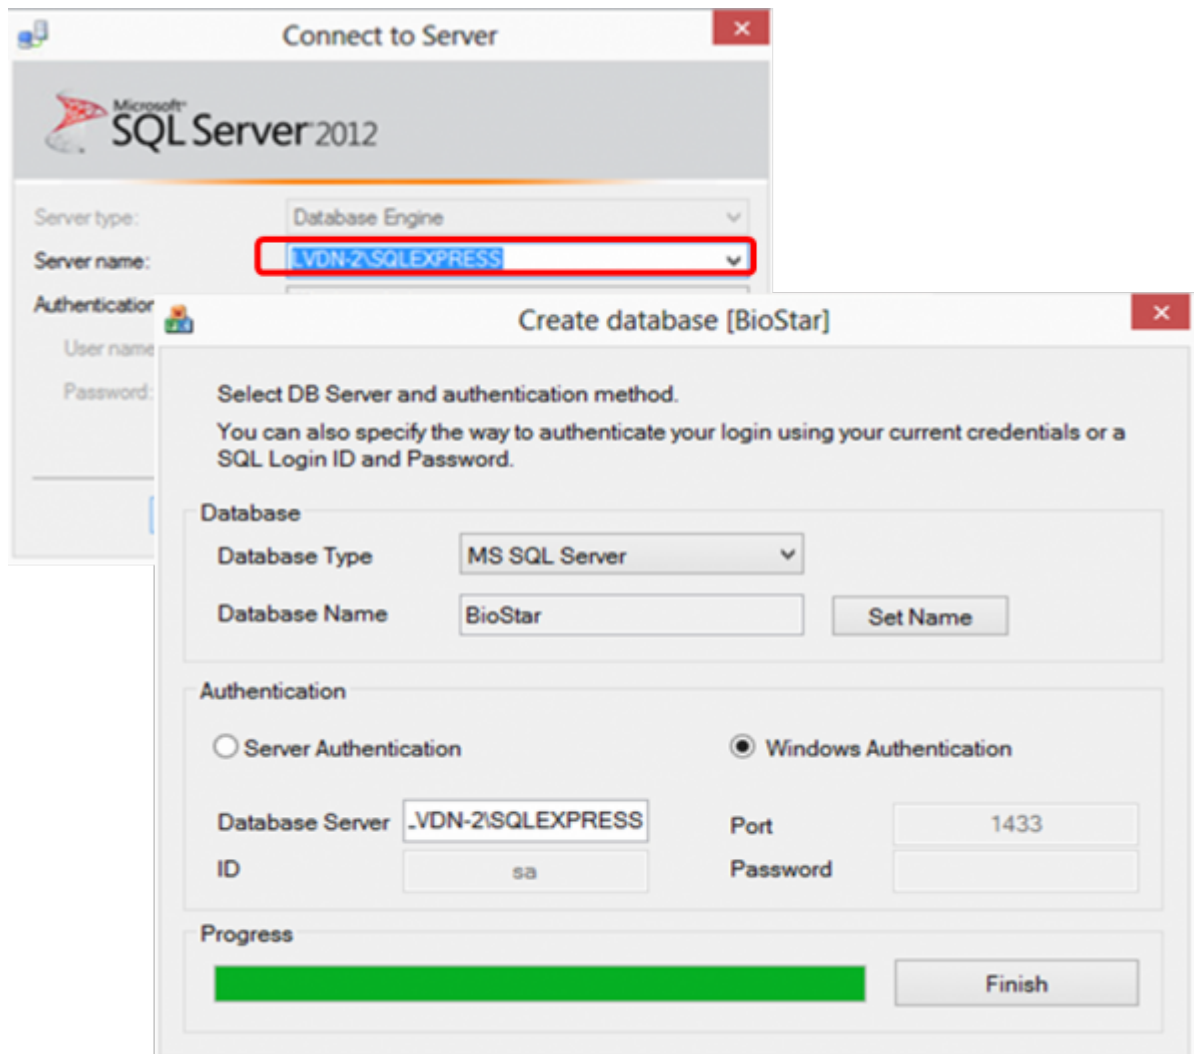 Connect to Server
Microsoft®
SQL Server 2012
Server type:
Database Engine
Server name:
LVDN-2\SQLEXPRESS
Authentication
User name
Password:
Create database [BioStar]
Select DB Server and authentication method.
You can also specify the way to authenticate your login using your current credentials or a
SQL Login ID and Password.
Database
Database Type
MS SQL Server
Database Name
BioStar
Set Name
Authentication
Server Authentication
Windows Authentication
Database Server
VDN-2\SQLEXPRESS
Port
1433
ID
sa
Password
Progress
Finish